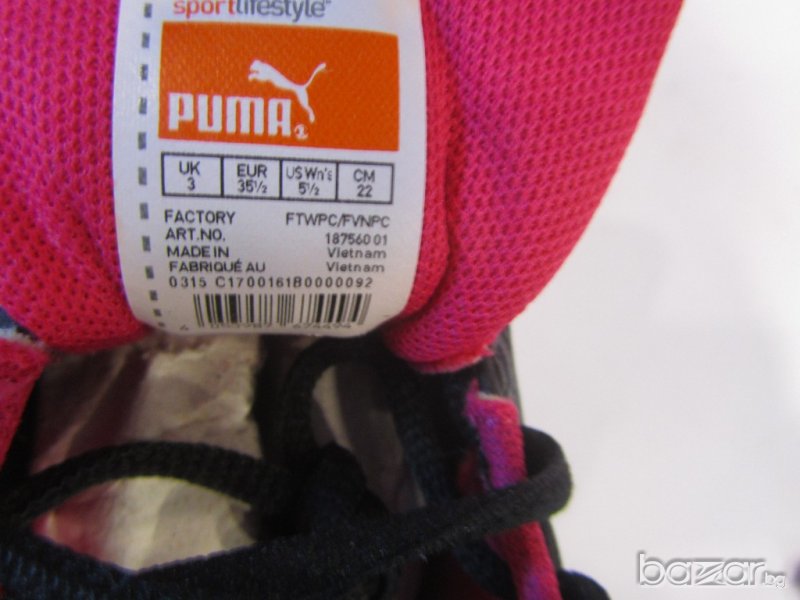 sportlifestyle®
PUMA
UK 3 EUR 35½ US Wn's 5½ CM 22
FACTORY FTWPC/FVNPC
ART.NO. 187560 01
MADE IN Vietnam
FABRIQUÉ AU Vietnam
0315 C1700161B0000092
bazar.bg